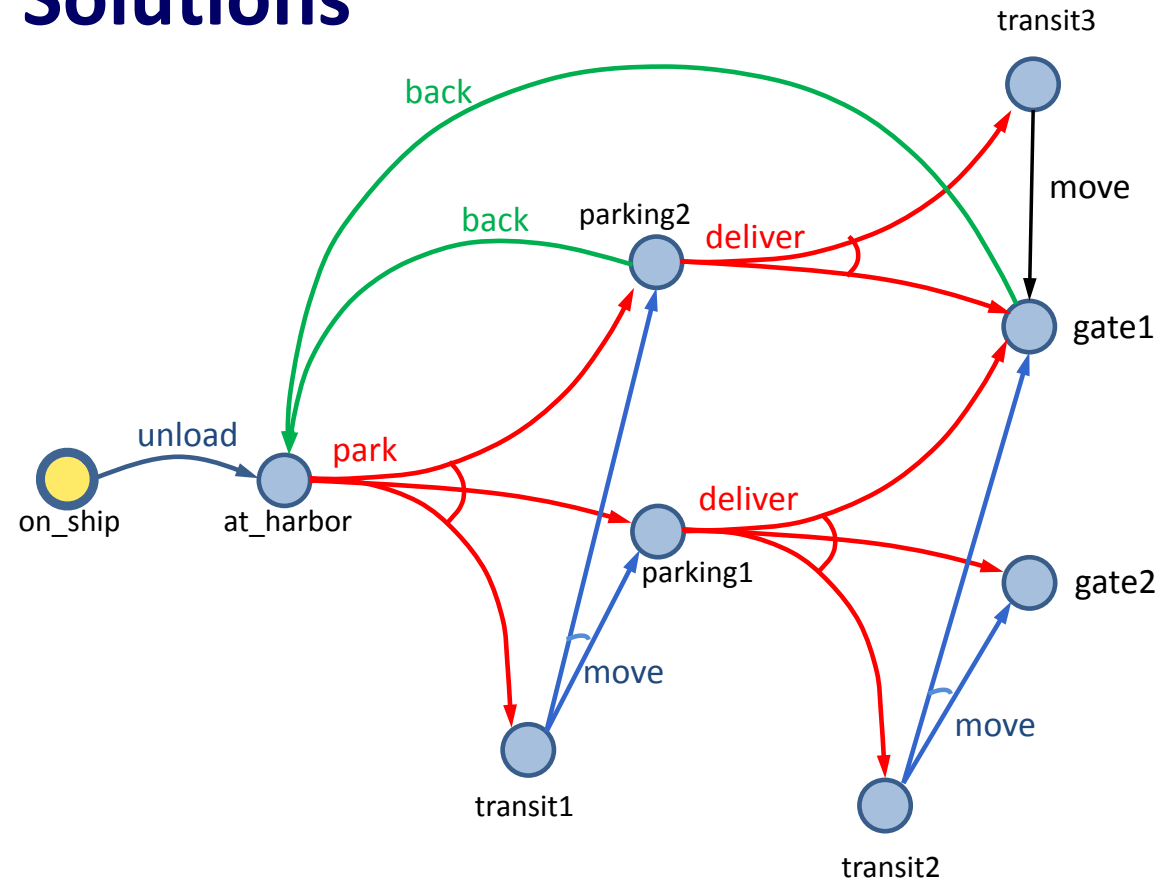 Solutions
transit3
back
move
back
parking2
deliver
gate1
unload
park
deliver
on_ship
at_harbor
parking1
gate2
move
move
transit1
transit2